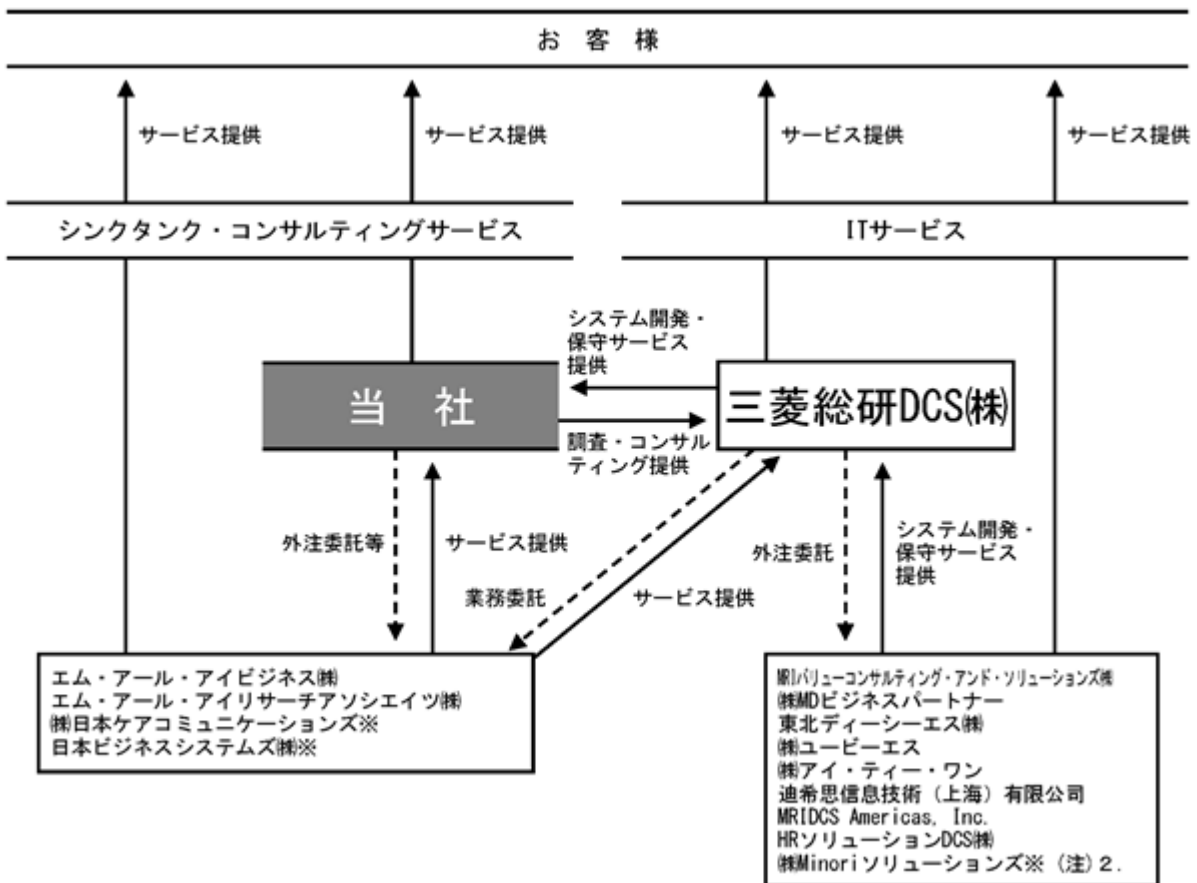 お 客 様
サービス提供
サービス提供
サービス提供
サービス提供
シンクタンク・コンサルティングサービス
ITサービス
システム開発・
保守サービス
提供
当 社
三菱総研DCS㈱
調査・コンサル
ティング提供
外注委託等
サービス提供
業務委託
サービス提供
外注委託
システム開発・
保守サービス
提供
エム・アール・アイビジネス㈱
エム・アール・アイリサーチアソシエイツ㈱
㈱日本ケアコミュニケーションズ※
日本ビジネスシステムズ㈱※
MRIバリューコンサルティング・アンド・ソリューションズ㈱
㈱MDビジネスパートナー
東北ディーシーエス㈱
㈱ユービーエス
㈱アイ・ティー・ワン
迪希思信息技術（上海）有限公司
MRIDCS Americas, Inc.
HRソリューションDCS㈱
㈱Minoriソリューションズ※（注）２．